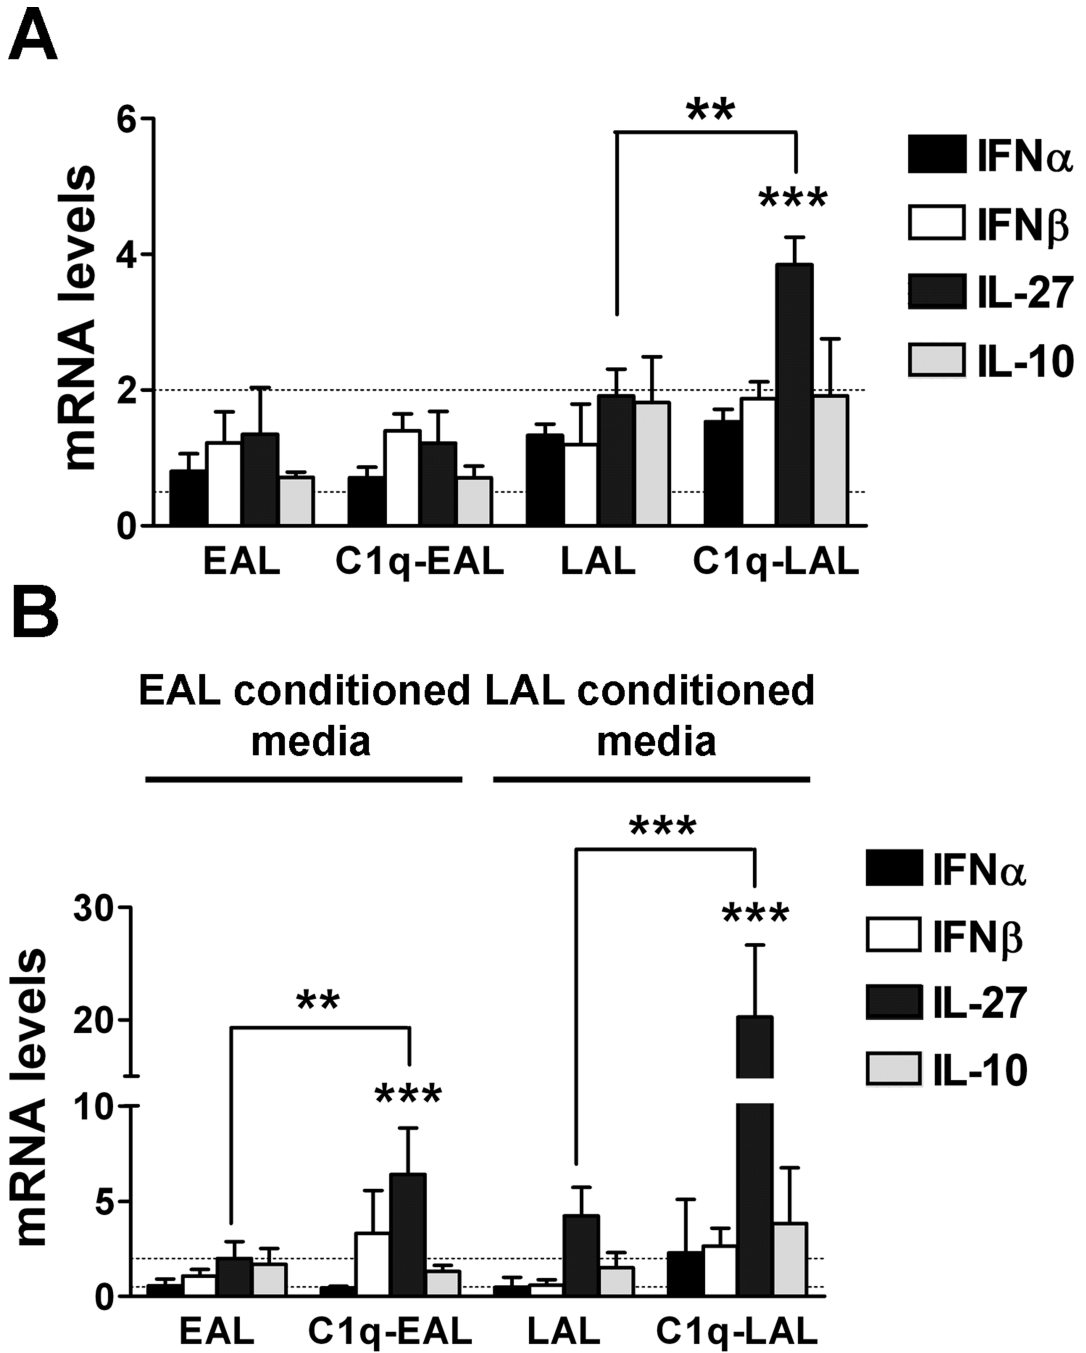 A
mRNA levels
6
4
2
0
**
***
IFNα
IFNβ
IL-27
IL-10
EAL C1q-EAL LAL C1q-LAL
B
EAL conditioned
media
LAL conditioned
media
mRNA levels
30
20
10
5
0
**
***
***
***
IFNα
IFNβ
IL-27
IL-10
EAL C1q-EAL LAL C1q-LAL